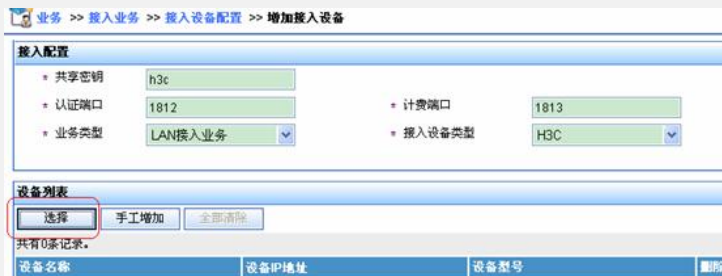 业务 >> 接入业务 >> 接入设备配置 >> 增加接入设备
接入配置
* 共享密钥 h3c
* 认证端口 1812 * 计费端口 1813
* 业务类型 LAN接入业务 * 接入设备类型 H3C
设备列表
选择 手工增加 全部清除
共有0条记录。
设备名称 设备IP地址 设备型号 删除